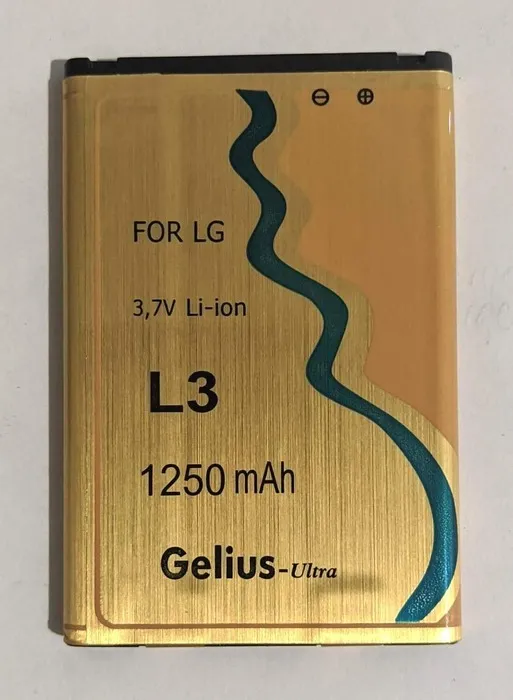 ⊖ ⊕
FOR LG
3,7V Li-ion
L3
1250 mAh
Gelius-Ultra